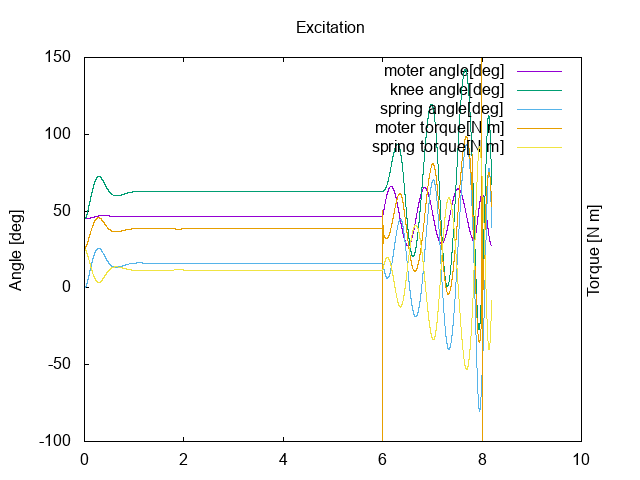 Excitation
150
100
50
0
-50
-100
0 2 4 6 8 10
Angle [deg]
Torque [N m]
moter angle[deg]
knee angle[deg]
spring angle[deg]
moter torque[N m]
spring torque[N m]